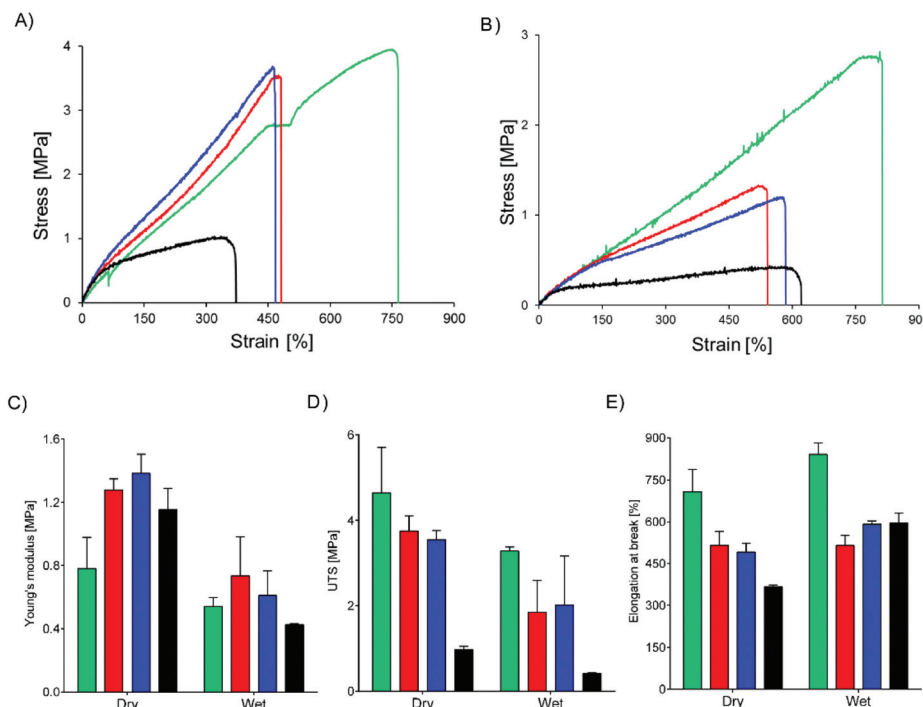 A)
4
3
2
1
0
Stress [MPa]
0 150 300 450 600 750 900
Strain [%]
B)
3
2
1
0
Stress [MPa]
0 150 300 450 600 750 90
Strain [%]
C)
1.6
1.2
0.8
0.4
0.0
Young's modulus [MPa]
Dry Wet
D)
6
4
2
0
UTS [MPa]
Dry Wet
E)
900
750
600
450
300
150
0
Elongation at break [%]
Dry Wet